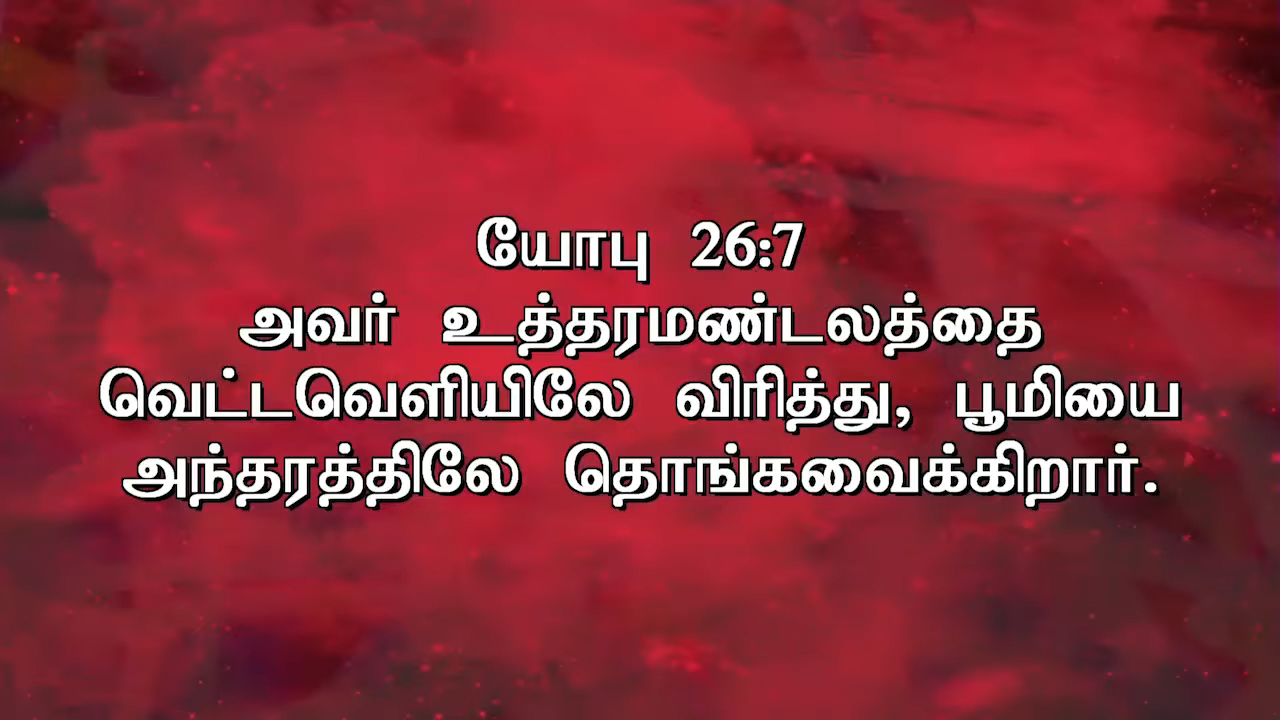 யோபு 26:7
அவர் உத்தரமண்டலத்தை
வெட்டவெளியிலே விரித்து, பூமியை
அந்தரத்திலே தொங்கவைக்கிறார்.